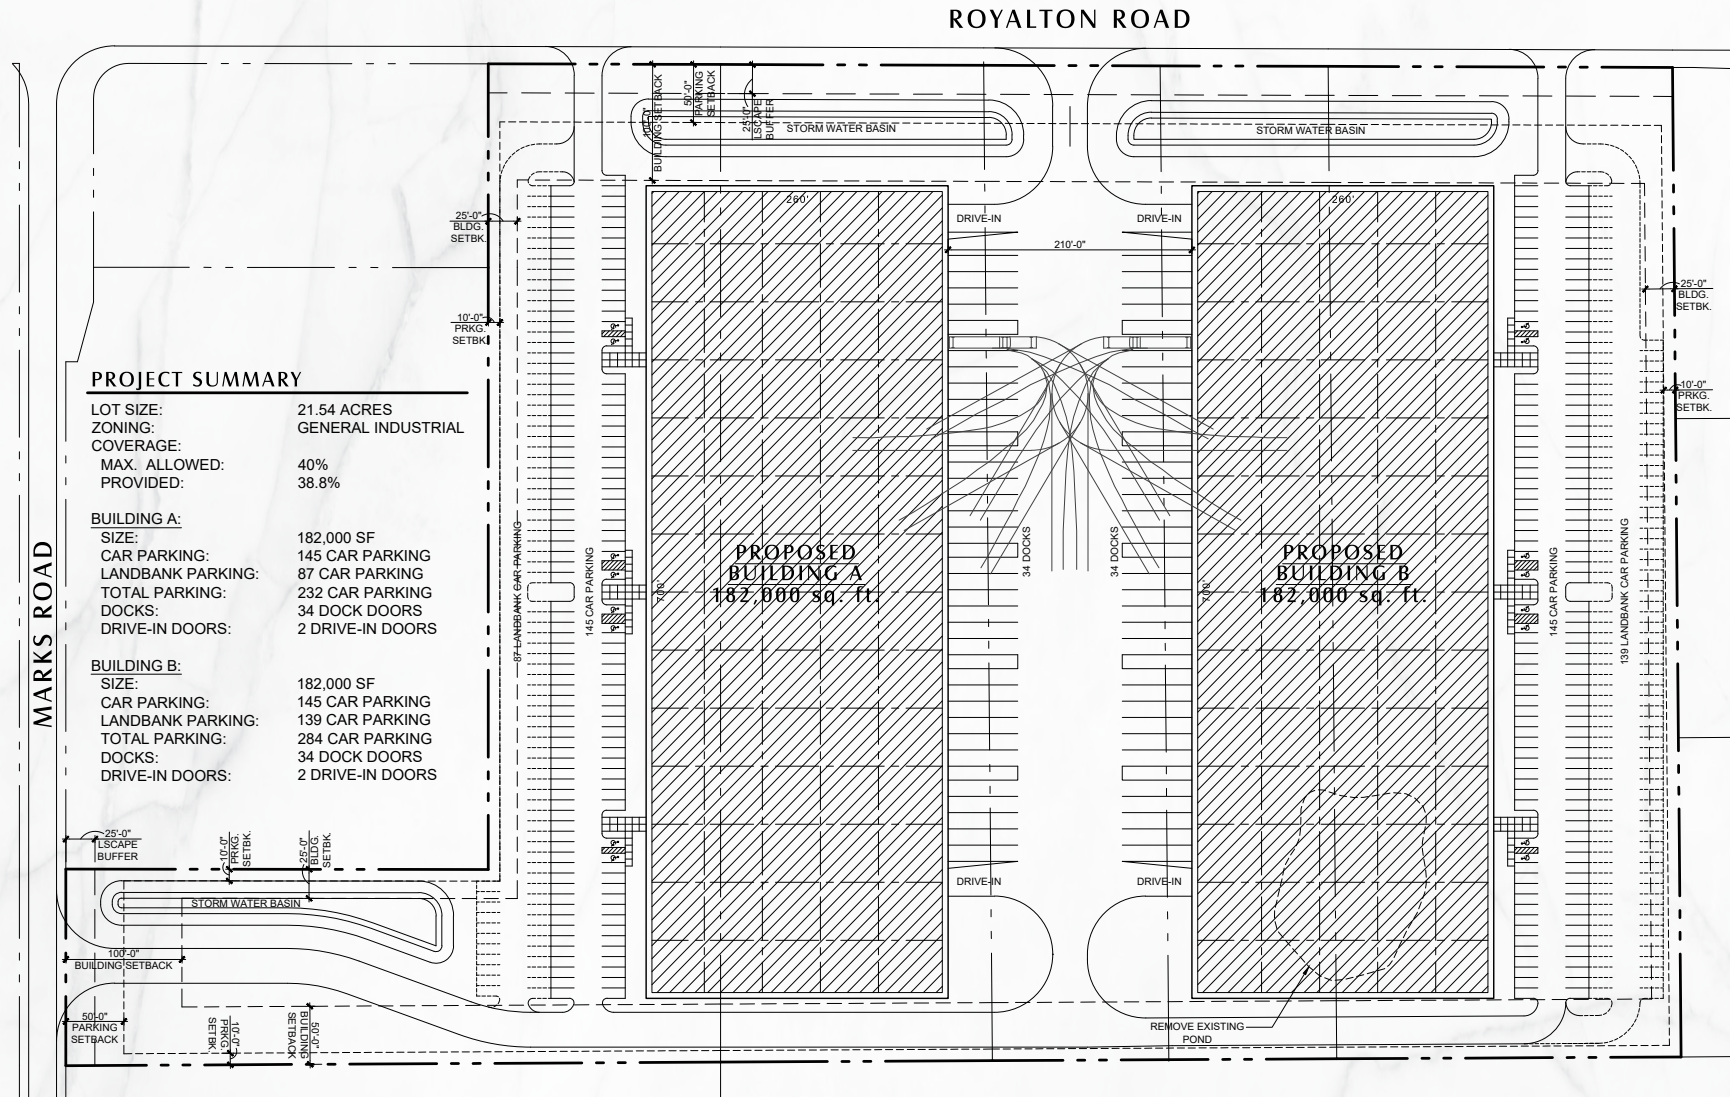 ROYALTON ROAD
100'-0"
BUILDING SETBACK
50'-0"
PARKING
SETBACK
25'-0"
LSCAPE
BUFFER
STORM WATER BASIN
STORM WATER BASIN
260'
260'
25'-0"
BLDG.
SETBK.
DRIVE-IN
DRIVE-IN
210'-0"
25'-0"
BLDG.
SETBK.
10'-0"
PRKG.
SETBK.
10'-0"
PRKG.
SETBK.
PROJECT SUMMARY
LOT SIZE: 21.54 ACRES
ZONING: GENERAL INDUSTRIAL
COVERAGE:
MAX. ALLOWED: 40%
PROVIDED: 38.8%
BUILDING A:
SIZE: 182,000 SF
CAR PARKING: 145 CAR PARKING
LANDBANK PARKING: 87 CAR PARKING
TOTAL PARKING: 232 CAR PARKING
DOCKS: 34 DOCK DOORS
DRIVE-IN DOORS: 2 DRIVE-IN DOORS
BUILDING B:
SIZE: 182,000 SF
CAR PARKING: 145 CAR PARKING
LANDBANK PARKING: 139 CAR PARKING
TOTAL PARKING: 284 CAR PARKING
DOCKS: 34 DOCK DOORS
DRIVE-IN DOORS: 2 DRIVE-IN DOORS
MARKS ROAD
87 LANDBANK CAR PARKING
145 CAR PARKING
700'
PROPOSED
BUILDING A
182,000 sq. ft.
34 DOCKS
34 DOCKS
700'
PROPOSED
BUILDING B
182,000 sq. ft.
145 CAR PARKING
139 LANDBANK CAR PARKING
25'-0"
LSCAPE
BUFFER
10'-0"
PRKG.
SETBK.
25'-0"
BLDG.
SETBK.
STORM WATER BASIN
DRIVE-IN
DRIVE-IN
100'-0"
BUILDING SETBACK
50'-0"
PARKING
SETBACK
10'-0"
PRKG.
SETBK.
50'-0"
BUILDING
SETBACK
REMOVE EXISTING
POND